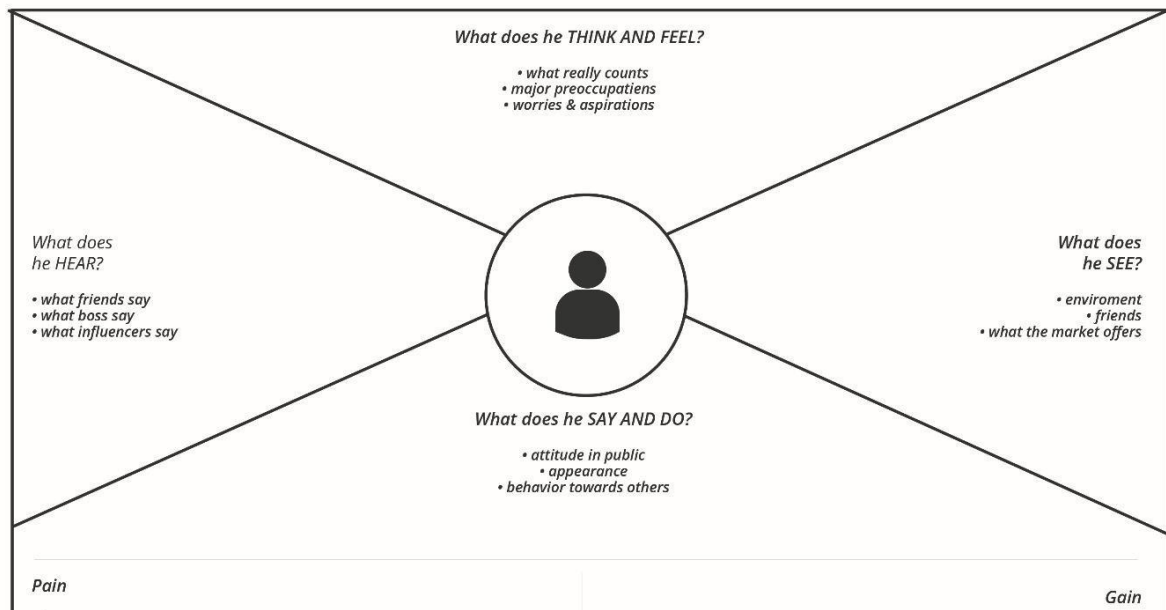 What does he THINK AND FEEL?
• what really counts
• major preoccupatiens
• worries & aspirations
What does
he HEAR?
• what friends say
• what boss say
• what influencers say
What does
he SEE?
• enviroment
• friends
• what the market offers
What does he SAY AND DO?
• attitude in public
• appearance
• behavior towards others
Pain
Gain